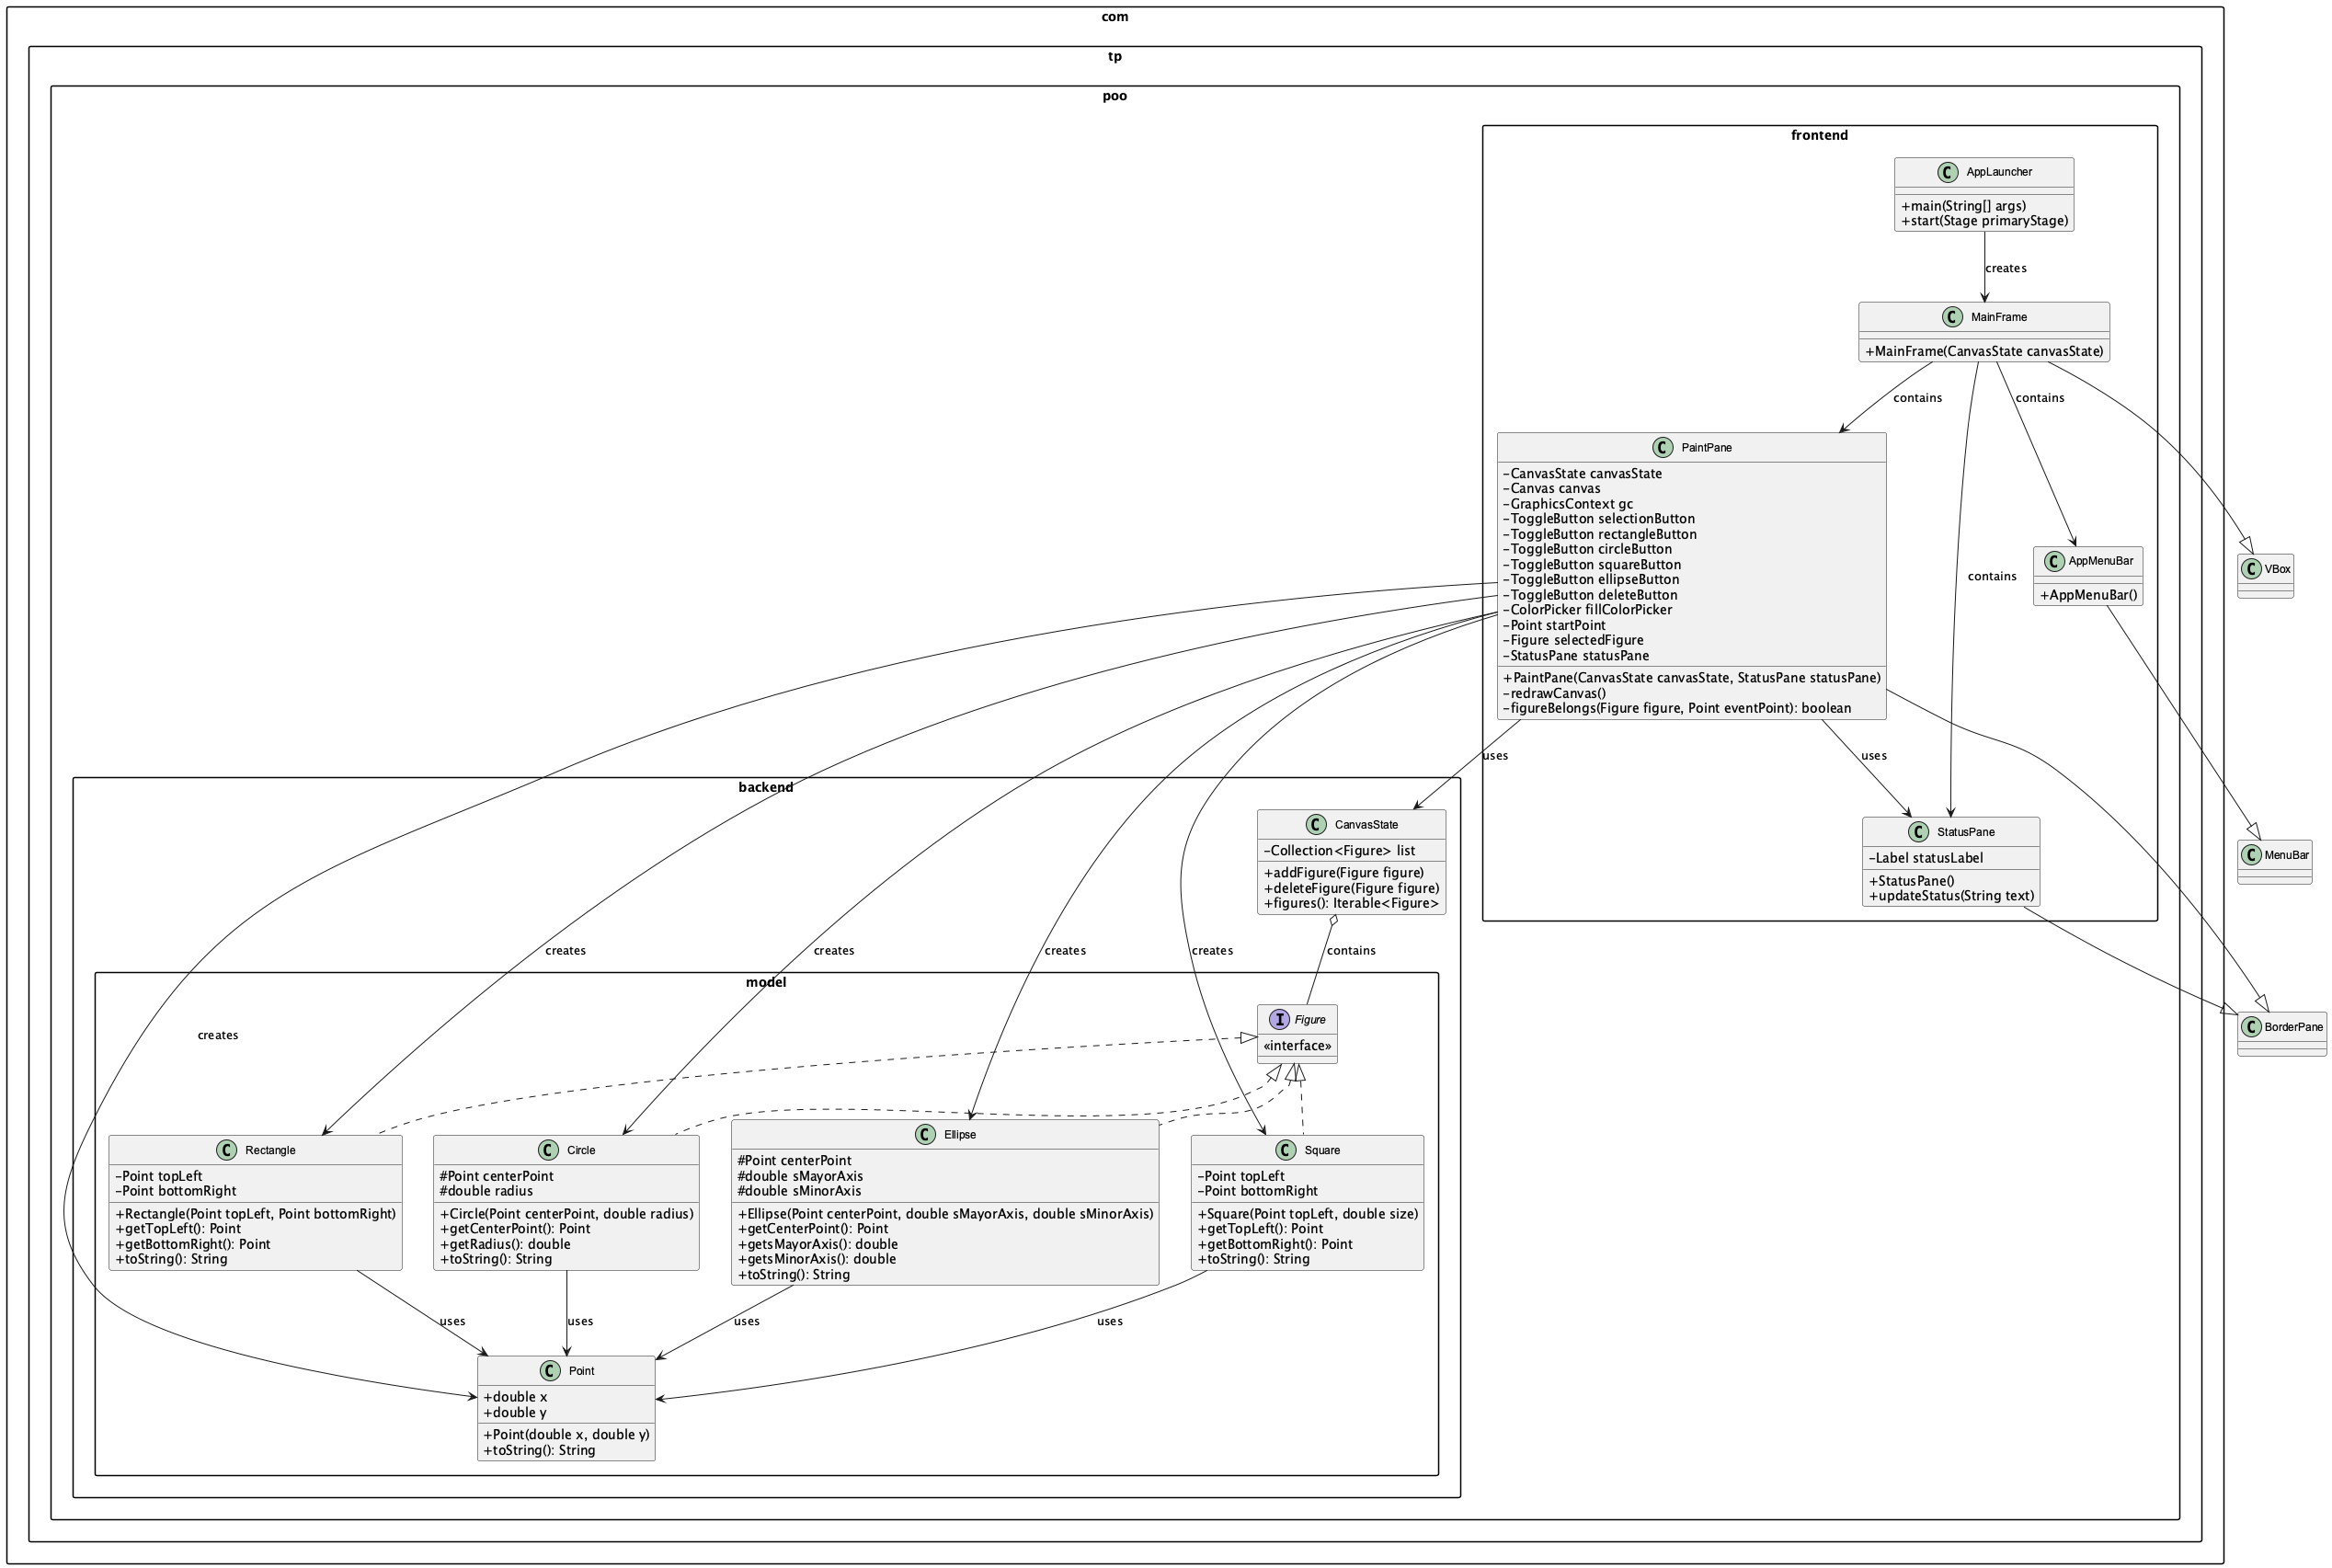 com
tp
poo
frontend
C AppLauncher
+main(String[] args)
+start(Stage primaryStage)
creates
C MainFrame
+MainFrame(CanvasState canvasState)
contains
contains
contains
C PaintPane
-CanvasState canvasState
-Canvas canvas
-GraphicsContext gc
-ToggleButton selectionButton
-ToggleButton rectangleButton
-ToggleButton circleButton
-ToggleButton squareButton
-ToggleButton ellipseButton
-ToggleButton deleteButton
-ColorPicker fillColorPicker
-Point startPoint
-Figure selectedFigure
-StatusPane statusPane
+PaintPane(CanvasState canvasState, StatusPane statusPane)
-redrawCanvas()
-figureBelongs(Figure figure, Point eventPoint): boolean
C AppMenuBar
+AppMenuBar()
C VBox
uses
uses
C StatusPane
-Label statusLabel
+StatusPane()
+updateStatus(String text)
C MenuBar
C BorderPane
backend
C CanvasState
-Collection<Figure> list
+addFigure(Figure figure)
+deleteFigure(Figure figure)
+figures(): Iterable<Figure>
creates
creates
creates
creates
contains
model
creates
I Figure
«interface»
C Rectangle
-Point topLeft
-Point bottomRight
+Rectangle(Point topLeft, Point bottomRight)
+getTopLeft(): Point
+getBottomRight(): Point
+toString(): String
C Circle
#Point centerPoint
#double radius
+Circle(Point centerPoint, double radius)
+getCenterPoint(): Point
+getRadius(): double
+toString(): String
C Ellipse
#Point centerPoint
#double sMayorAxis
#double sMinorAxis
+Ellipse(Point centerPoint, double sMayorAxis, double sMinorAxis)
+getCenterPoint(): Point
+getsMayorAxis(): double
+getsMinorAxis(): double
+toString(): String
C Square
-Point topLeft
-Point bottomRight
+Square(Point topLeft, double size)
+getTopLeft(): Point
+getBottomRight(): Point
+toString(): String
uses
uses
uses
uses
C Point
+double x
+double y
+Point(double x, double y)
+toString(): String